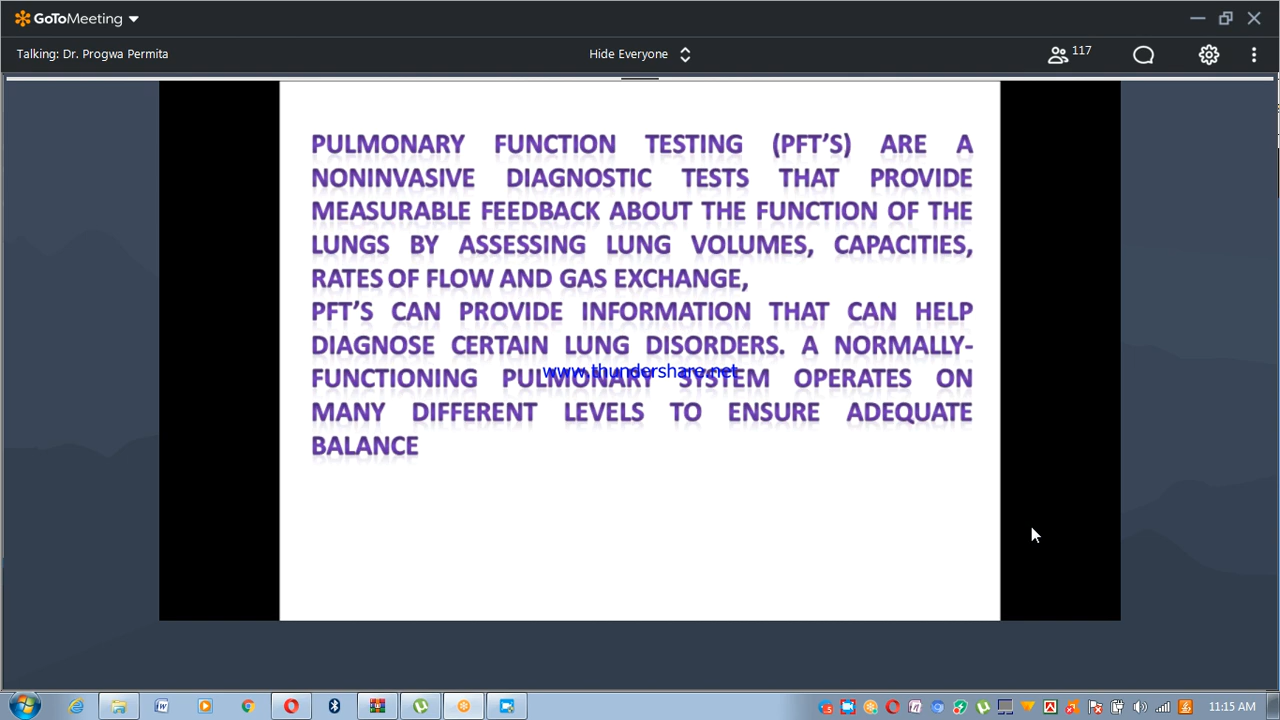 GoToMeeting
Talking: Dr. Progwa Permita
Hide Everyone
117
PULMONARY FUNCTION TESTING (PFT'S) ARE A
NONINVASIVE DIAGNOSTIC TESTS THAT PROVIDE
MEASURABLE FEEDBACK ABOUT THE FUNCTION OF THE
LUNGS BY ASSESSING LUNG VOLUMES, CAPACITIES,
RATES OF FLOW AND GAS EXCHANGE,
PFT'S CAN PROVIDE INFORMATION THAT CAN HELP
DIAGNOSE CERTAIN LUNG DISORDERS. A NORMALLY-
www.thundershare.net
FUNCTIONING PULMONARY SYSTEM OPERATES ON
MANY DIFFERENT LEVELS TO ENSURE ADEQUATE
BALANCE
11:15 AM